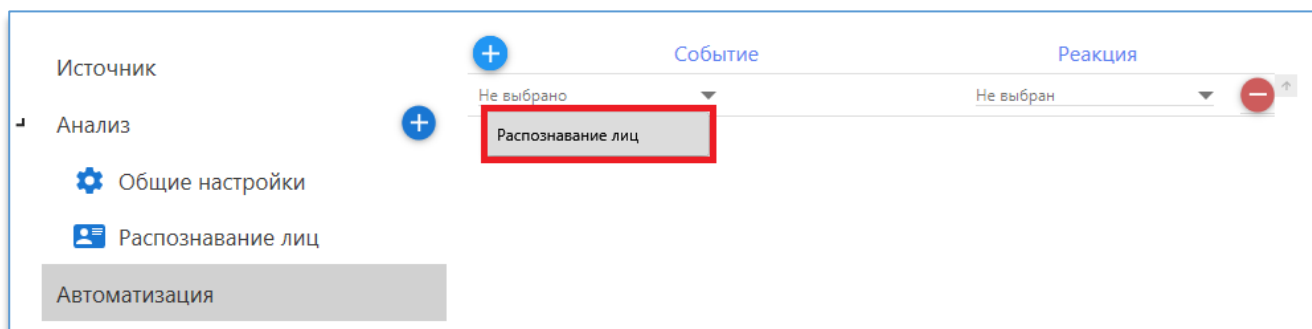 Источник
Анализ
Общие настройки
Распознавание лиц
Автоматизация
Событие Реакция
Не выбрано Не выбран
Распознавание лиц